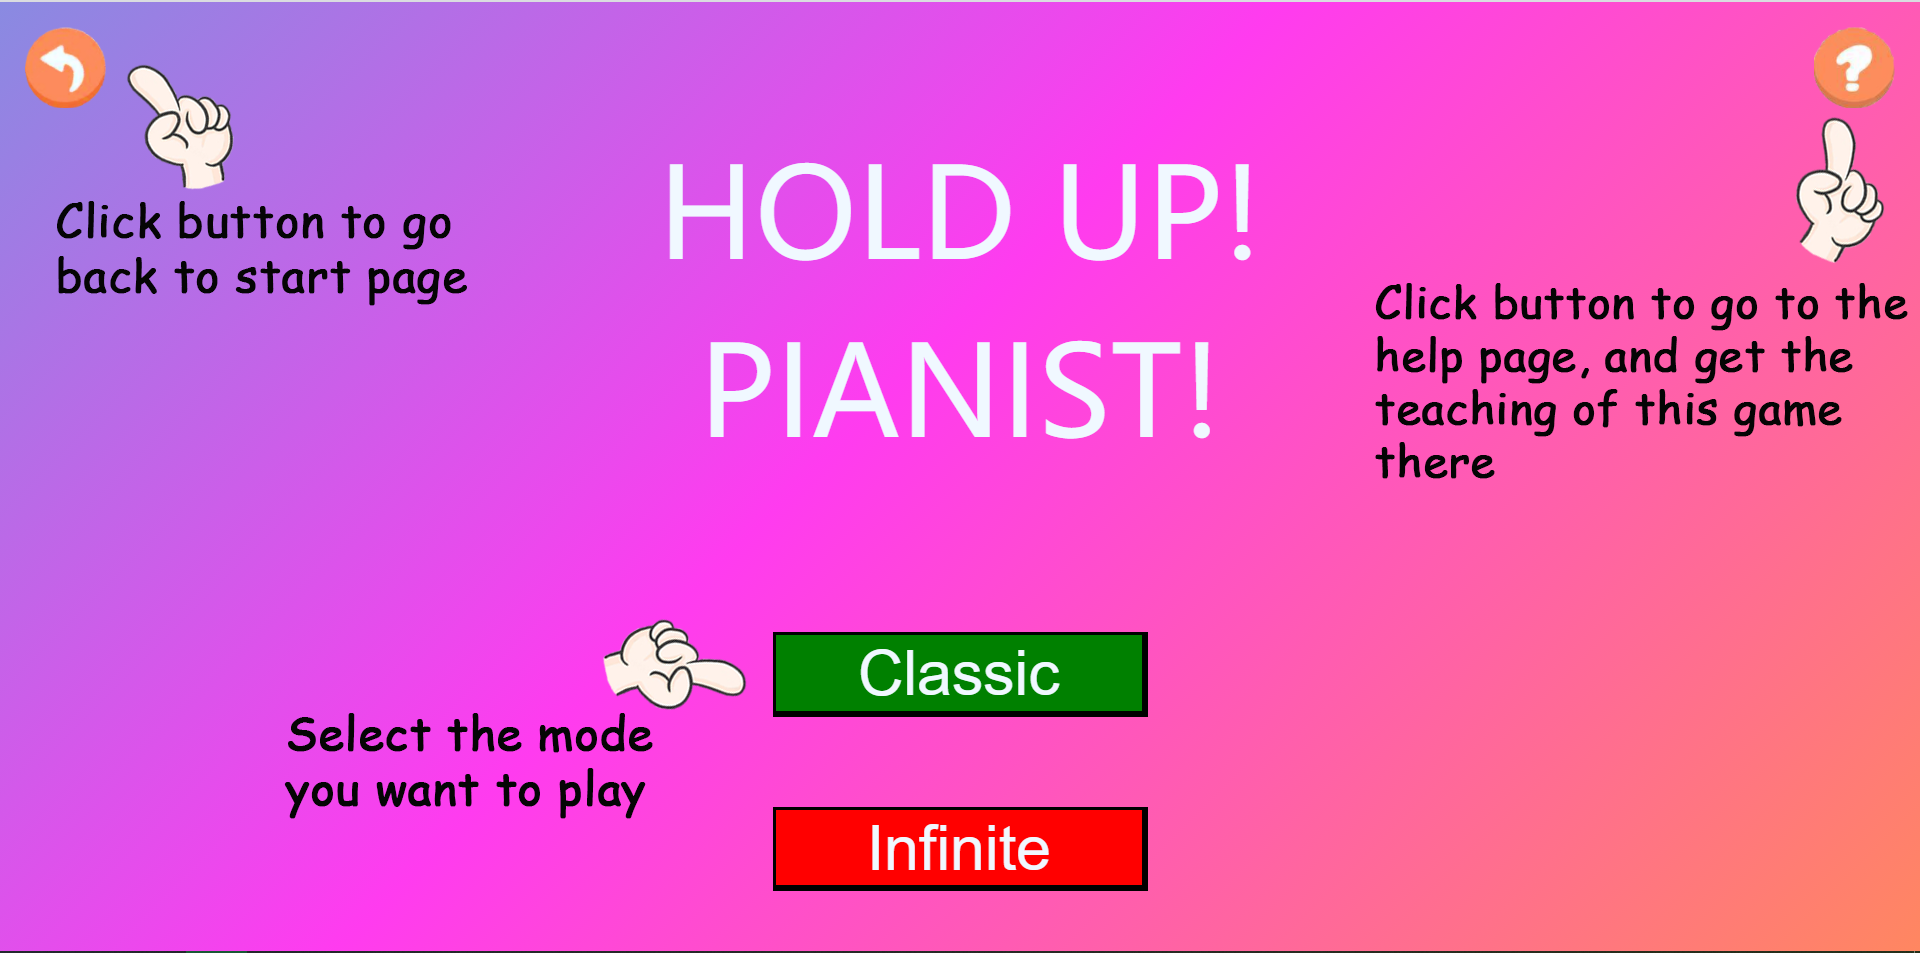 HOLD UP!
PIANIST!
Click button to go
back to start page
Click button to go to the
help page, and get the
teaching of this game
there
Select the mode
you want to play
Classic
Infinite